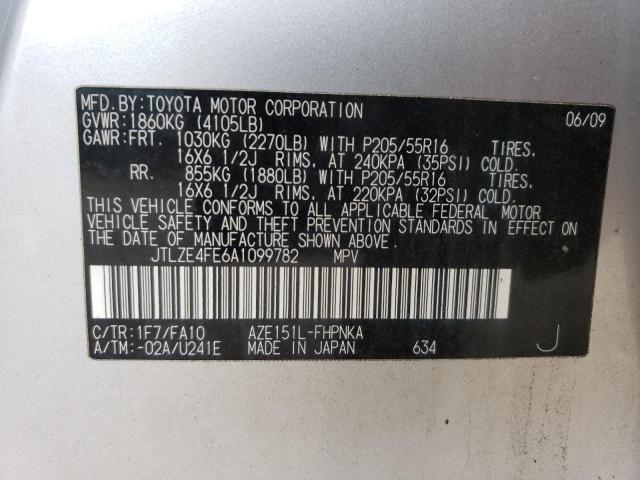 MFD. BY: TOYOTA MOTOR CORPORATION 06/09
GVWR: 1860KG (4105LB)
GAWR: FRT. 1030KG (2270LB) WITH P205/55R16 TIRES,
16X6 1/2J RIMS, AT 240KPA (35PSI) COLD.
RR. 855KG (1880LB) WITH P205/55R16 TIRES,
16X6 1/2J RIMS, AT 220KPA (32PSI) COLD.
THIS VEHICLE CONFORMS TO ALL APPLICABLE FEDERAL MOTOR
VEHICLE SAFETY AND THEFT PREVENTION STANDARDS IN EFFECT ON
THE DATE OF MANUFACTURE SHOWN ABOVE.
JTLZE4FE6A1099782 MPV
C/TR: 1F7/FA10 AZE151L-FHPNKA
A/TM: -02A/U241E MADE IN JAPAN 634 J